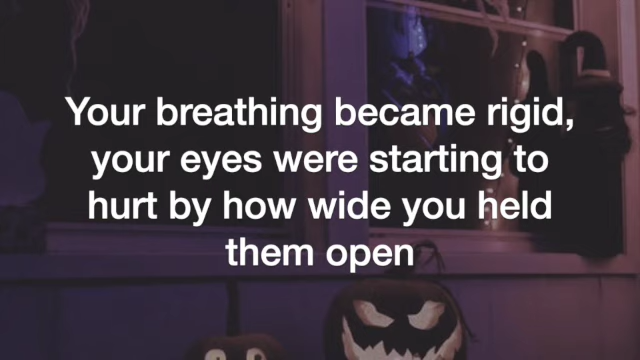 Your breathing became rigid,
your eyes were starting to
hurt by how wide you held
them open